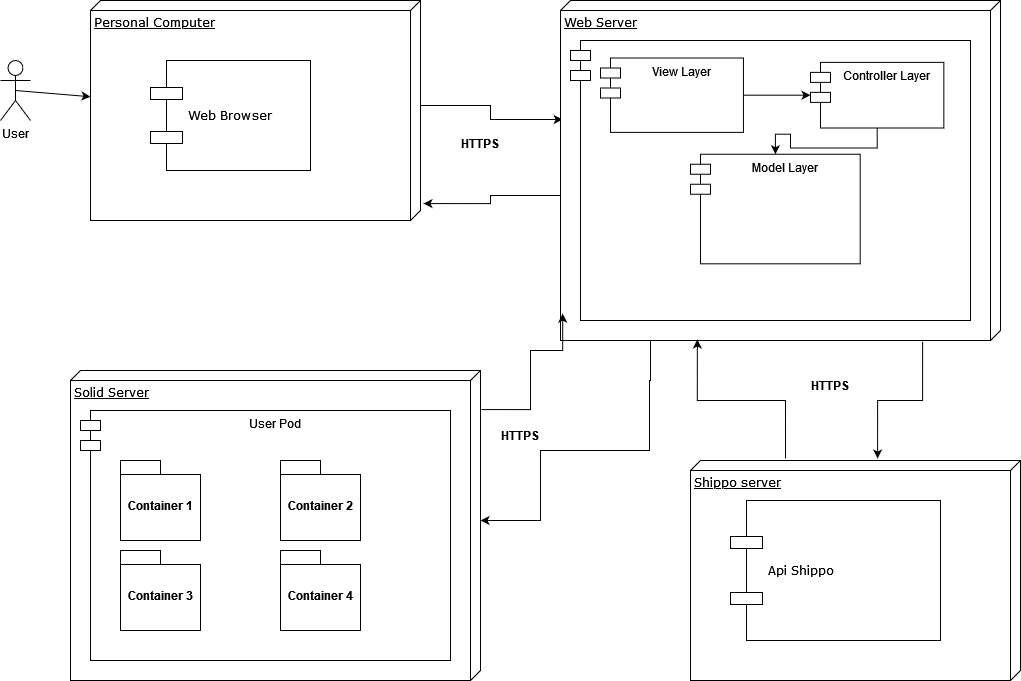 Personal Computer
Web Server
View Layer
Controller Layer
Web Browser
User
HTTPS
Model Layer
Solid Server
HTTPS
User Pod
HTTPS
Shippo server
Container 1
Container 2
Api Shippo
Container 3
Container 4